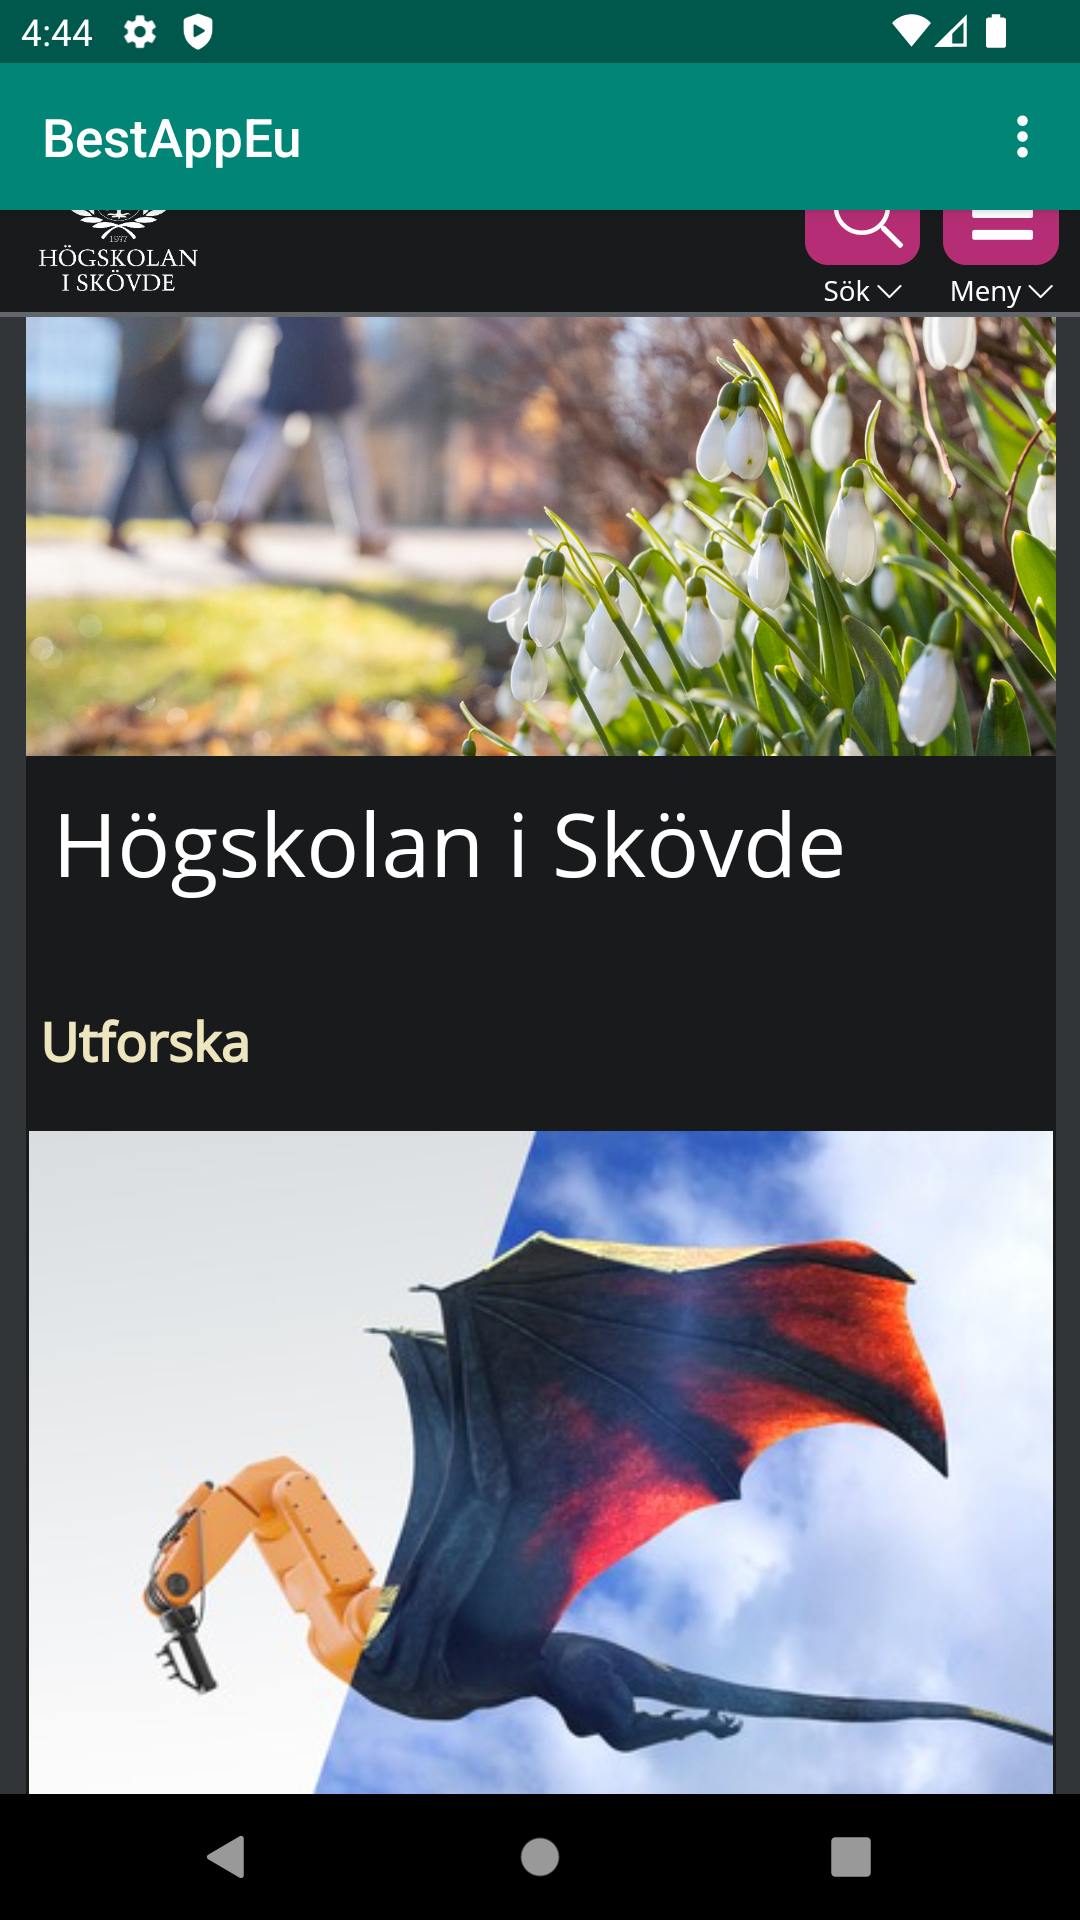 4:44
BestAppEu
1977
HÖGSKOLAN
I SKÖVDE
Sök
Meny
Högskolan i Skövde
Utforska